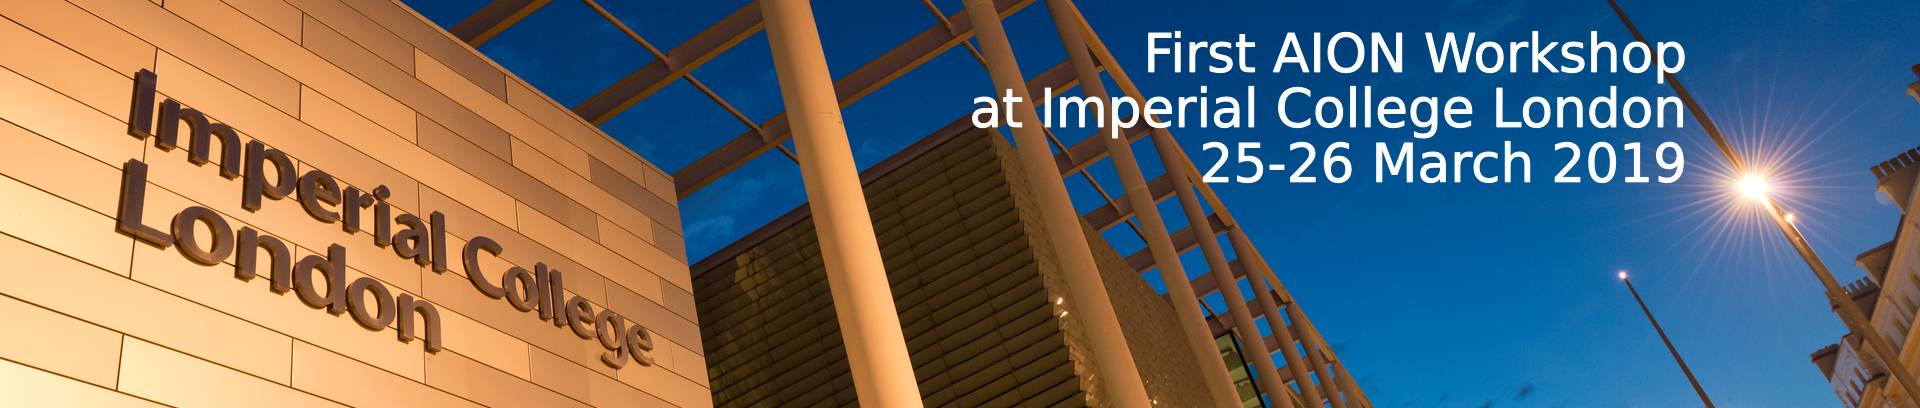 Imperial College
London
First AION Workshop
at Imperial College London
25-26 March 2019